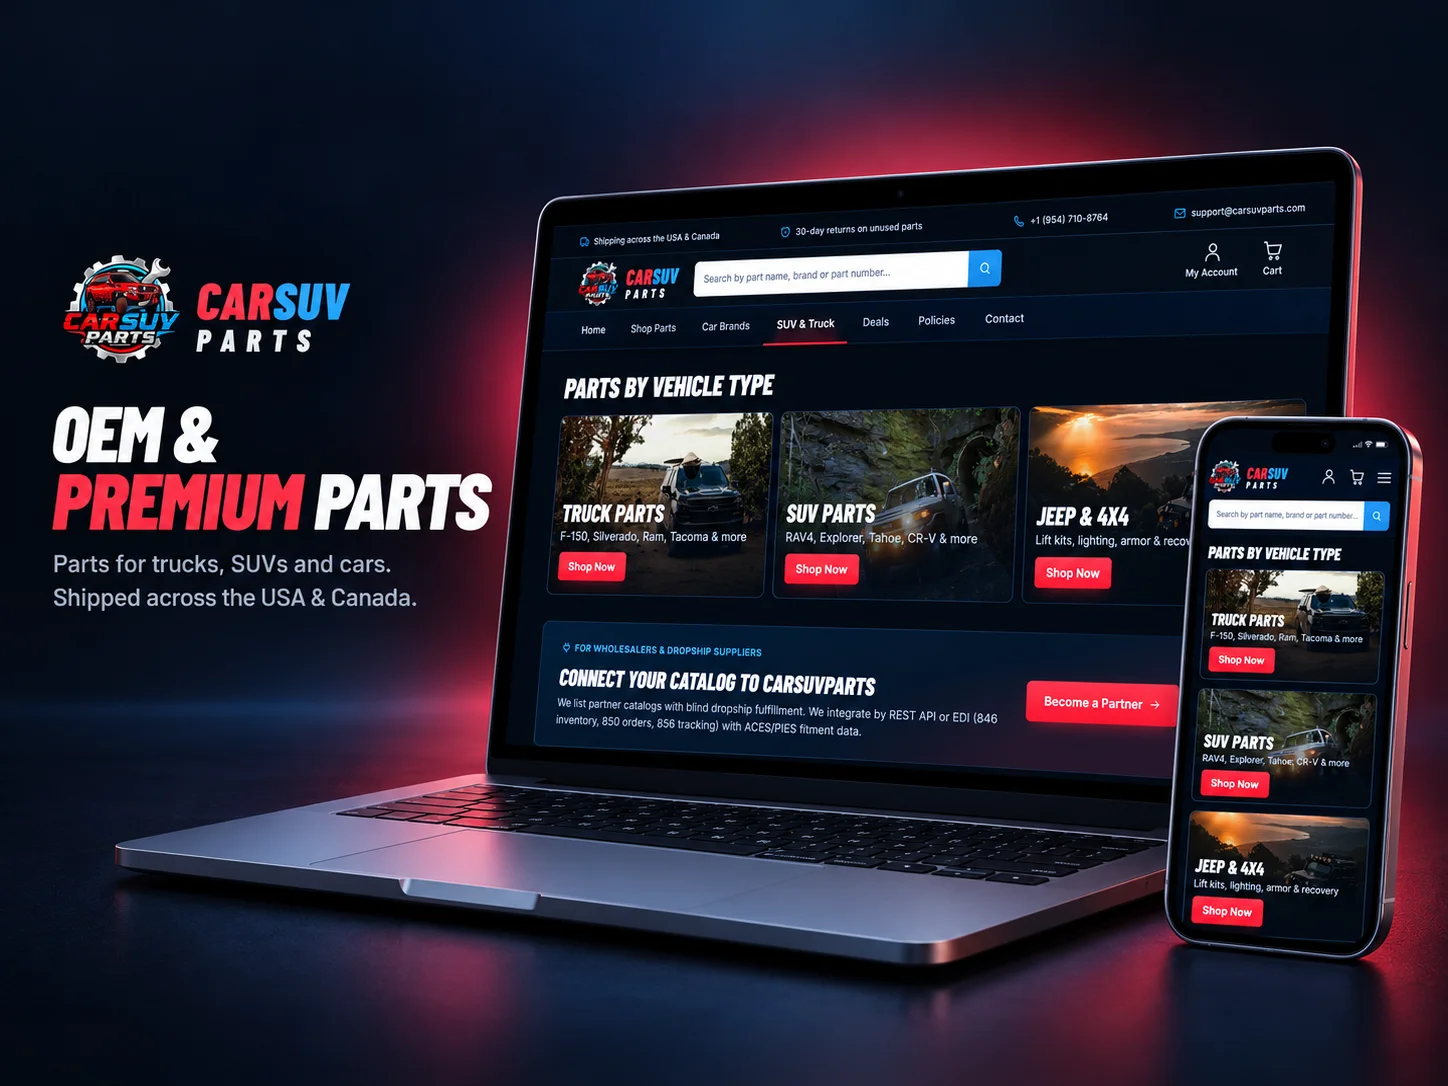 CARSUV
PARTS
CARSUV
PARTS
OEM &
PREMIUM PARTS
Parts for trucks, SUVs and cars.
Shipped across the USA & Canada.
Shipping across the USA & Canada
30-day returns on unused parts
+1 (954) 710-8764
support@carsuvparts.com
CARSUV
PARTS
CARSUV
PARTS
Search by part name, brand or part number...
My Account
Cart
Home
Shop Parts
Car Brands
SUV & Truck
Deals
Policies
Contact
PARTS BY VEHICLE TYPE
TRUCK PARTS
F-150, Silverado, Ram, Tacoma & more
Shop Now
SUV PARTS
RAV4, Explorer, Tahoe, CR-V & more
Shop Now
JEEP & 4X4
Lift kits, lighting, armor & recov
Shop Now
FOR WHOLESALERS & DROPSHIP SUPPLIERS
CONNECT YOUR CATALOG TO CARSUVPARTS
We list partner catalogs with blind dropship fulfillment. We integrate by REST API or EDI (846
inventory, 850 orders, 856 tracking) with ACES/PIES fitment data.
Become a Partner →
CARSUV
PARTS
Search by part name, brand or part number...
PARTS BY VEHICLE TYPE
TRUCK PARTS
F-150, Silverado, Ram, Tacoma & more
Shop Now
SUV PARTS
RAV4, Explorer, Tahoe, CR-V & more
Shop Now
JEEP & 4X4
Lift kits, lighting, armor & recovery
Shop Now